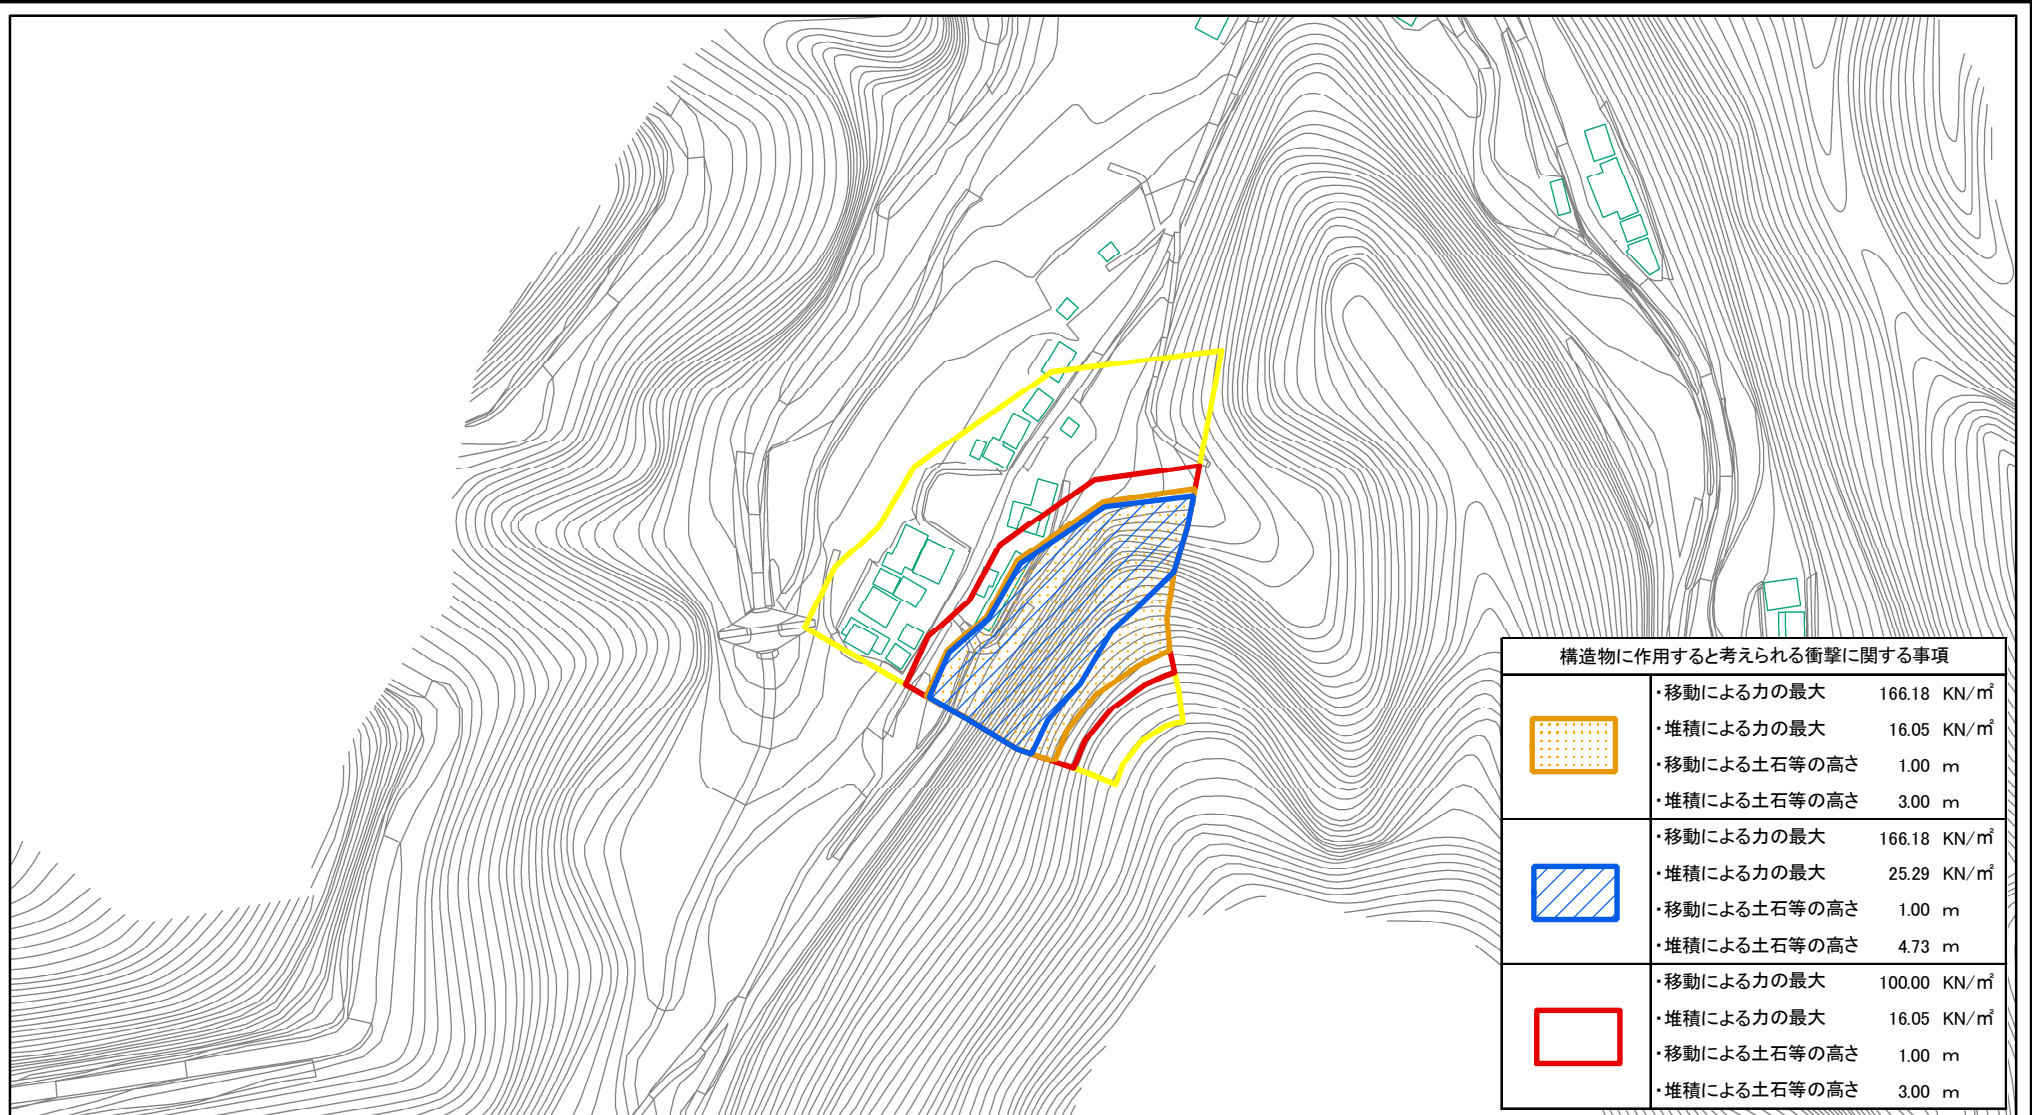 構造物に作用すると考えられる衝撃に関する事項
・移動による力の最大 166.18 KN/㎡
・堆積による力の最大 16.05 KN/㎡
・移動による土石等の高さ 1.00 m
・堆積による土石等の高さ 3.00 m
・移動による力の最大 166.18 KN/㎡
・堆積による力の最大 25.29 KN/㎡
・移動による土石等の高さ 1.00 m
・堆積による土石等の高さ 4.73 m
・移動による力の最大 100.00 KN/㎡
・堆積による力の最大 16.05 KN/㎡
・移動による土石等の高さ 1.00 m
・堆積による土石等の高さ 3.00 m